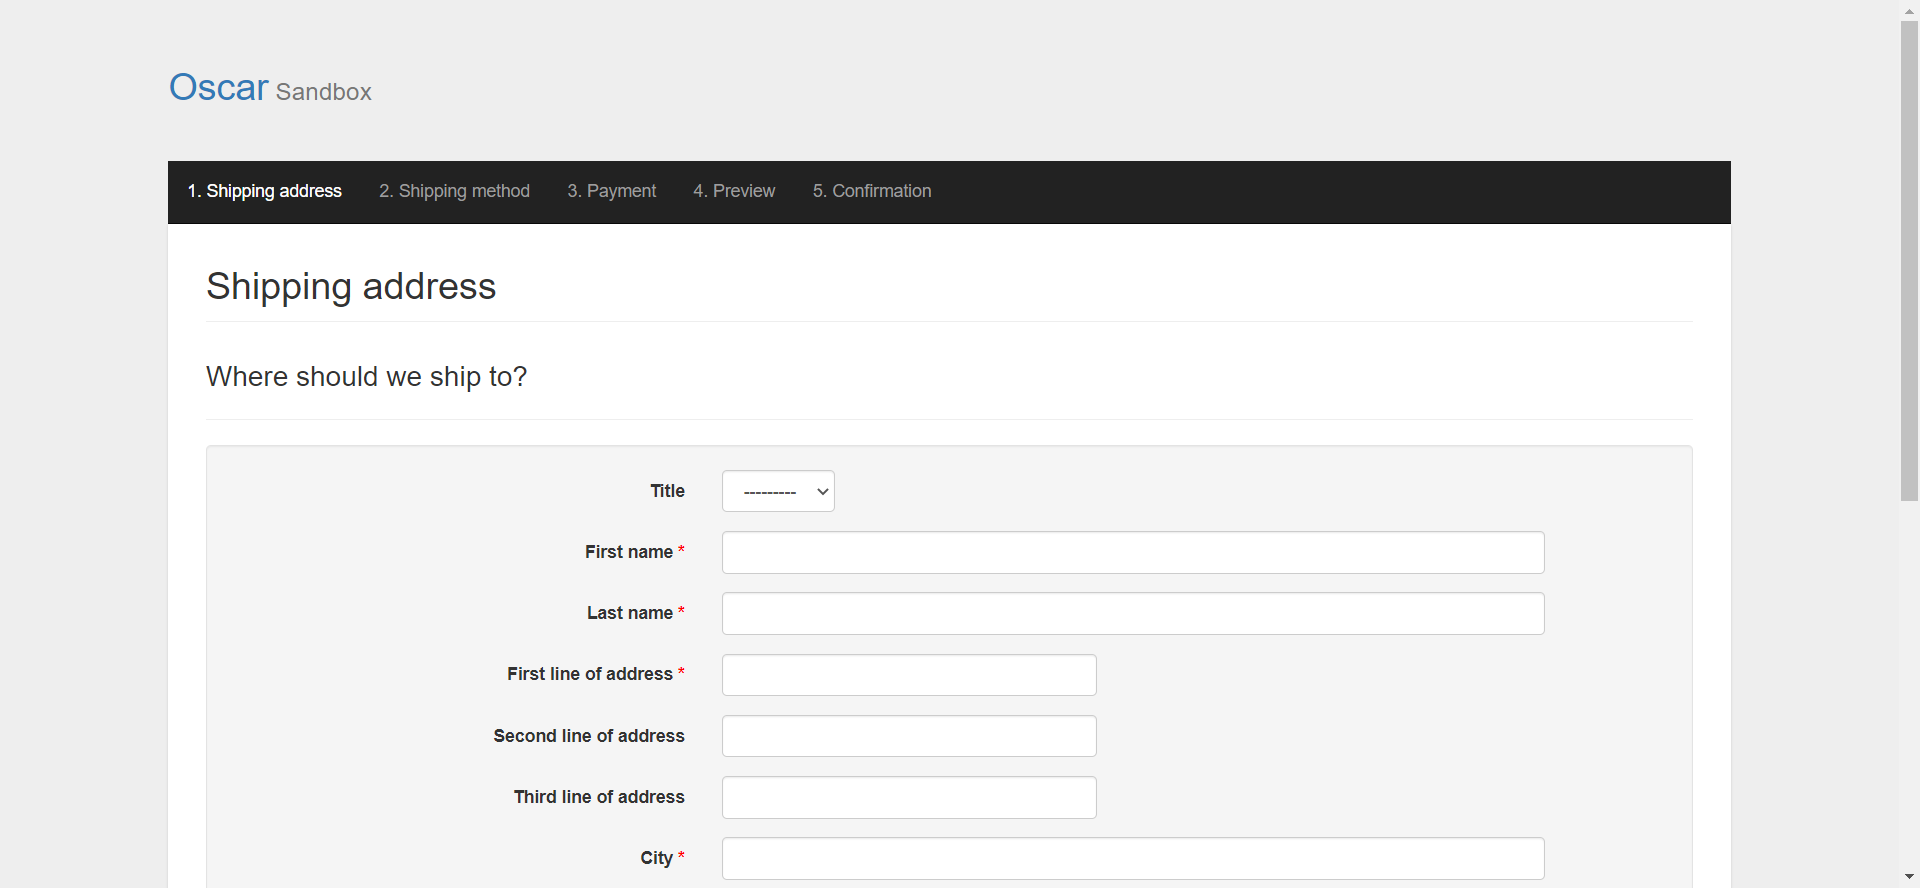 Oscar Sandbox
1. Shipping address 2. Shipping method 3. Payment 4. Preview 5. Confirmation
Shipping address
Where should we ship to?
Title ---------
First name *
Last name *
First line of address *
Second line of address
Third line of address
City *